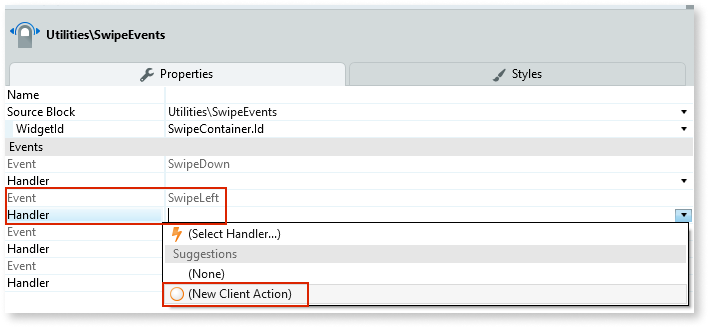 Utilities\SwipeEvents
Properties Styles
Name
Source Block Utilities\SwipeEvents
WidgetId SwipeContainer.Id
Events
Event SwipeDown
Handler
Event SwipeLeft
Handler
(Select Handler...)
Event Suggestions
Handler (None)
Event (New Client Action)
Handler